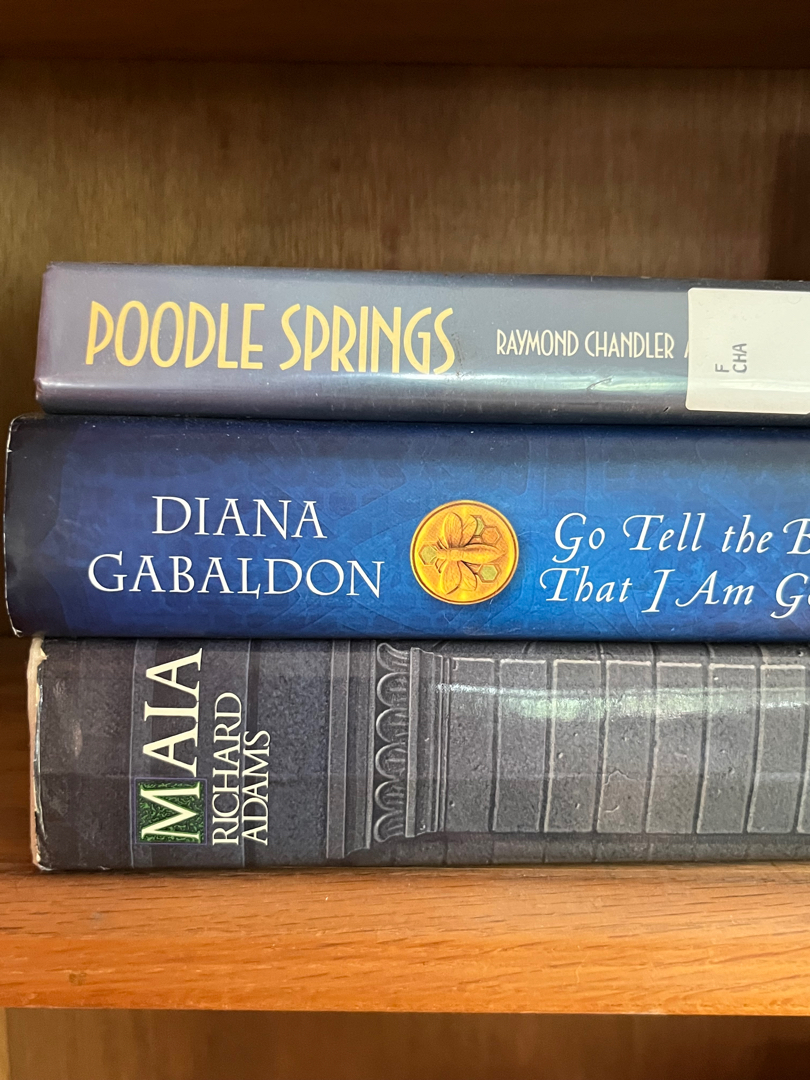 POODLE SPRINGS
RAYMOND CHANDLER
F
CHA
DIANA
GABALDON
Go Tell the
That I Am
MAIA
RICHARD
ADAMS